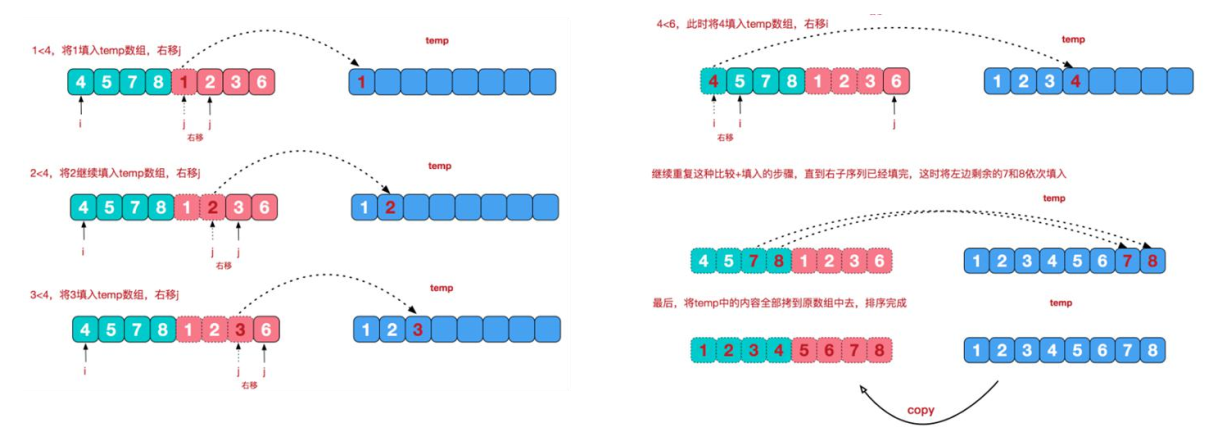 1<4，将1填入temp数组，右移j
temp
4 5 7 8 1 2 3 6
1
i
j
j
右移
2<4，将2继续填入temp数组，右移j
temp
4 5 7 8 1 2 3 6
1 2
i
j
j
右移
3<4，将3填入temp数组，右移j
temp
4 5 7 8 1 2 3 6
1 2 3
i
j
j
右移
4<6，此时将4填入temp数组，右移i
temp
4 5 7 8 1 2 3 6
1 2 3 4
i
i
j
右移
继续重复这种比较+填入的步骤，直到右子序列已经填完，这时将左边剩余的7和8依次填入
temp
4 5 7 8 1 2 3 6
1 2 3 4 5 6 7 8
最后，将temp中的内容全部拷到原数组中去，排序完成
temp
1 2 3 4 5 6 7 8
1 2 3 4 5 6 7 8
copy